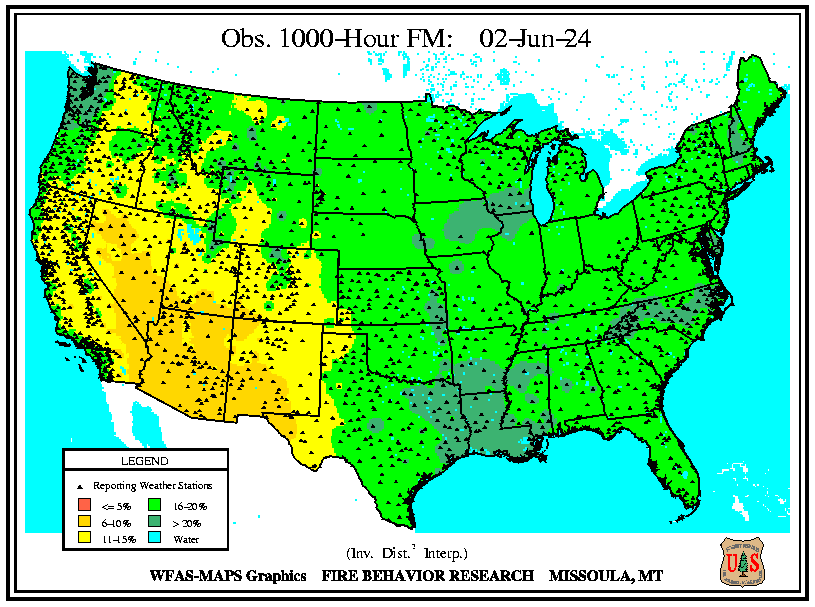 Obs. 1000-Hour FM: 02-Jun-24
LEGEND
Reporting Weather Stations
<= 5% 16-20%
6-10% > 20%
11-15% Water
(Inv. Dist.² Interp.)
WFAS-MAPS Graphics FIRE BEHAVIOR RESEARCH MISSOULA, MT
US